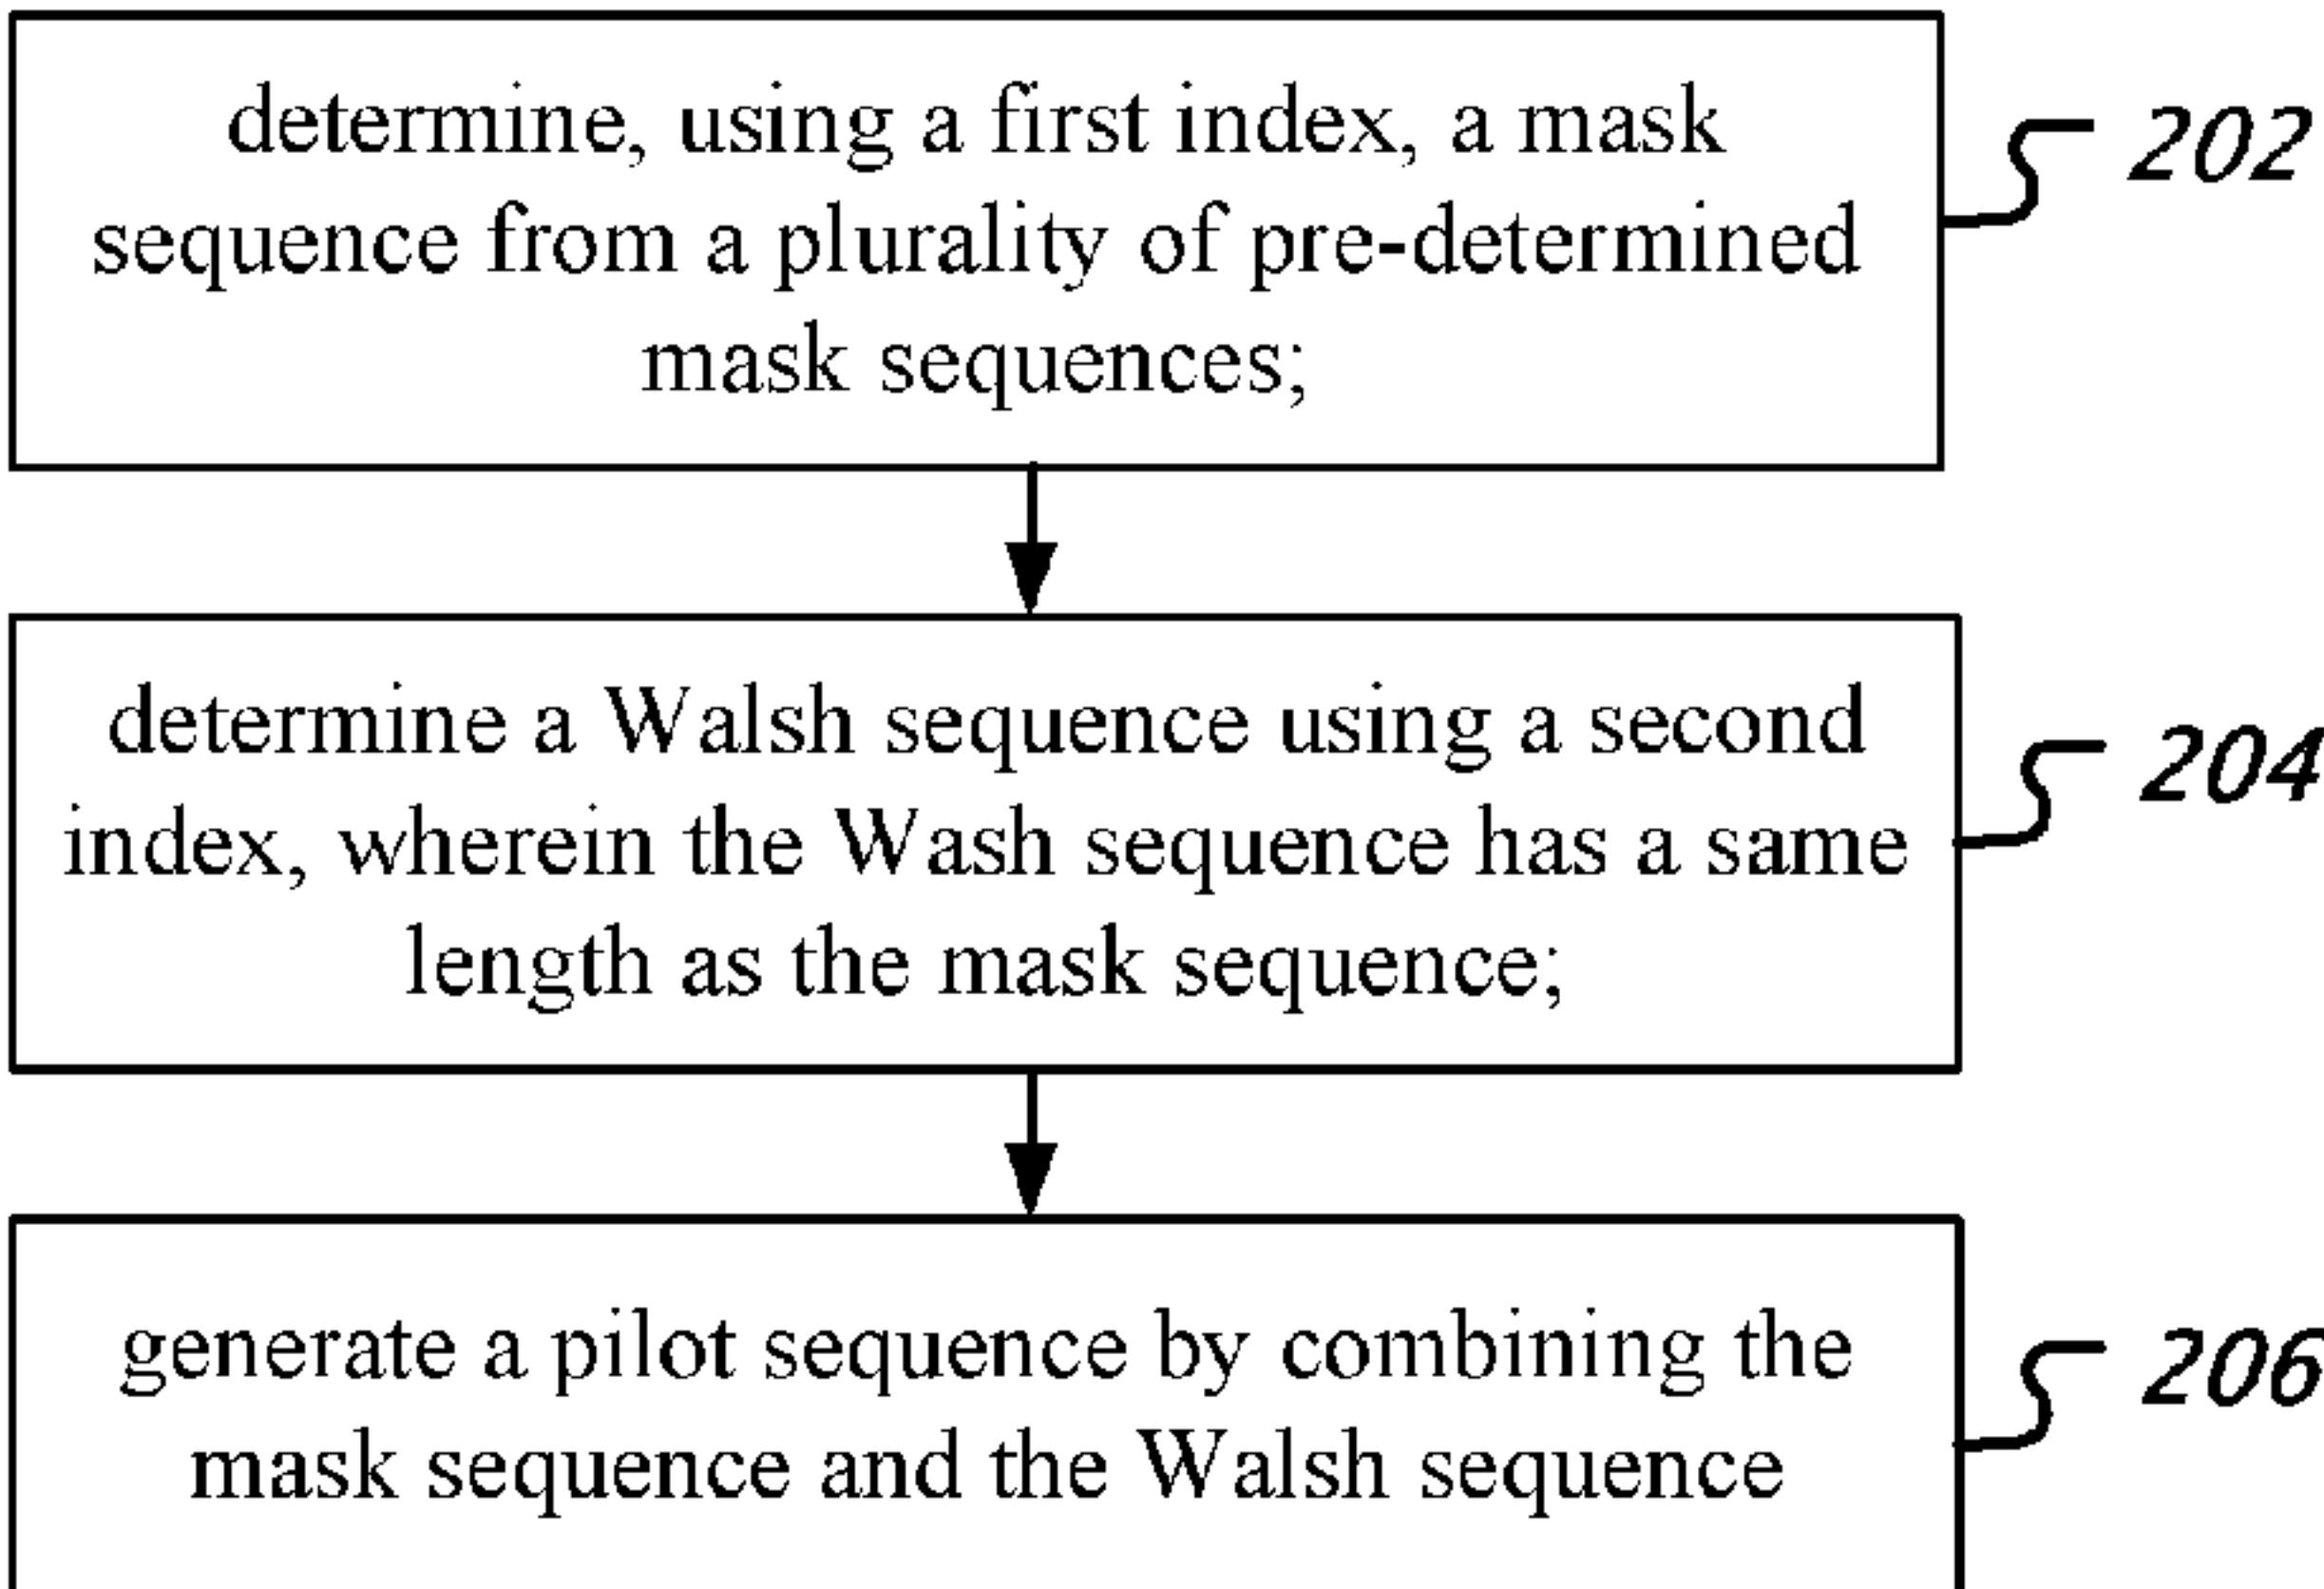 determine, using a first index, a mask
sequence from a plurality of pre-determined
mask sequences;
202
determine a Walsh sequence using a second
index, wherein the Wash sequence has a same
length as the mask sequence;
204
generate a pilot sequence by combining the
mask sequence and the Walsh sequence
206